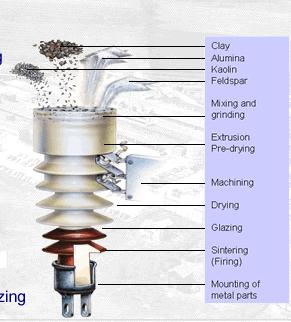 Clay
Alumina
Kaolin
Feldspar
Mixing and
grinding
Extrusion
Pre-drying
Machining
Drying
Glazing
Sintering
(Firing)
Mounting of
metal parts
zing